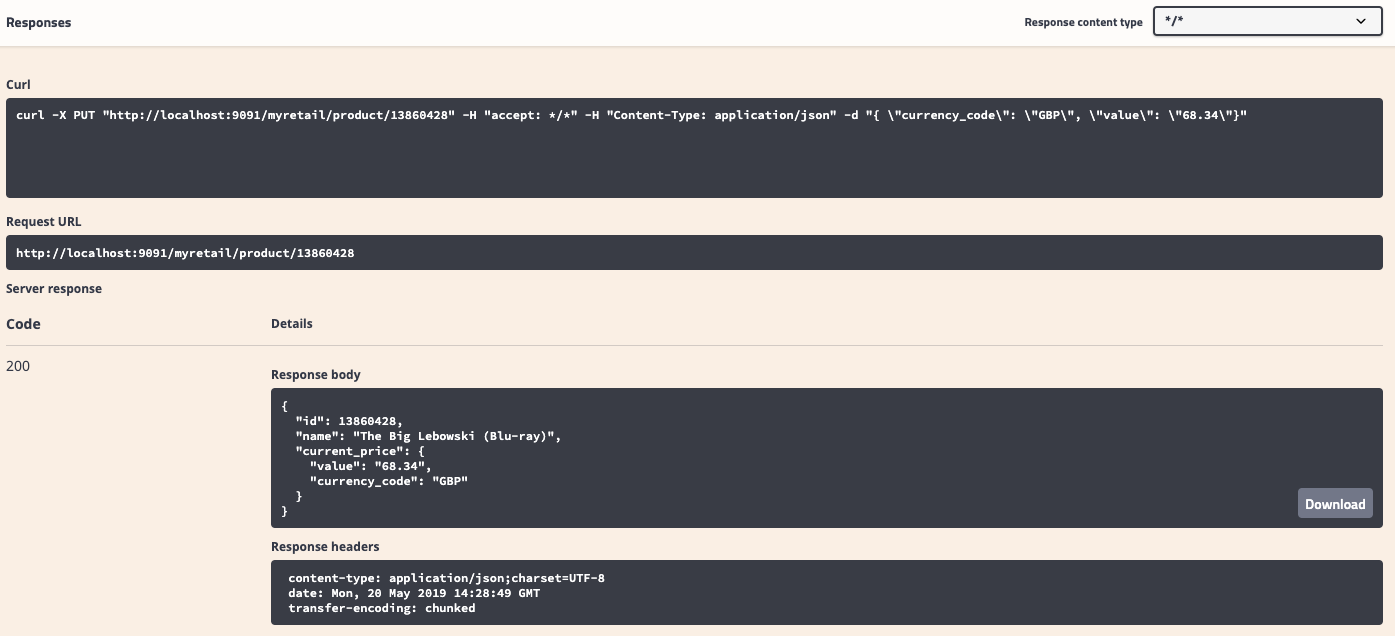 Responses
Response content type */*
Curl
curl -X PUT "http://localhost:9091/myretail/product/13860428" -H "accept: */*" -H "Content-Type: application/json" -d "{ \"currency_code\": \"GBP\", \"value\": \"68.34\"}"
Request URL
http://localhost:9091/myretail/product/13860428
Server response
Code Details
200
Response body
{
  "id": 13860428,
  "name": "The Big Lebowski (Blu-ray)",
  "current_price": {
    "value": "68.34",
    "currency_code": "GBP"
  }
}
Download
Response headers
content-type: application/json;charset=UTF-8
date: Mon, 20 May 2019 14:28:49 GMT
transfer-encoding: chunked